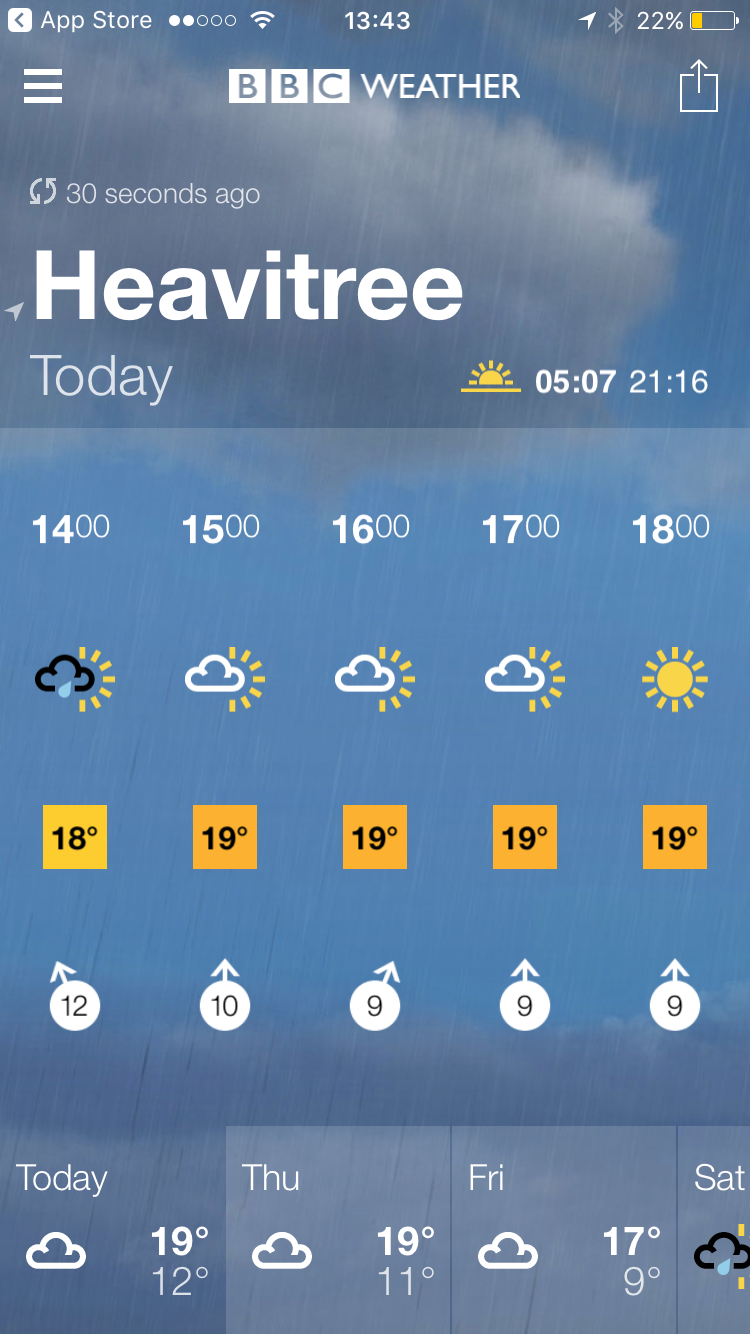 App Store 13:43 22%
BBC WEATHER
30 seconds ago
Heavitree
Today 05:07 21:16
1400 1500 1600 1700 1800
18° 19° 19° 19° 19°
12 10 9 9 9
Today Thu Fri Sat
19° 19° 17°
12° 11° 9°